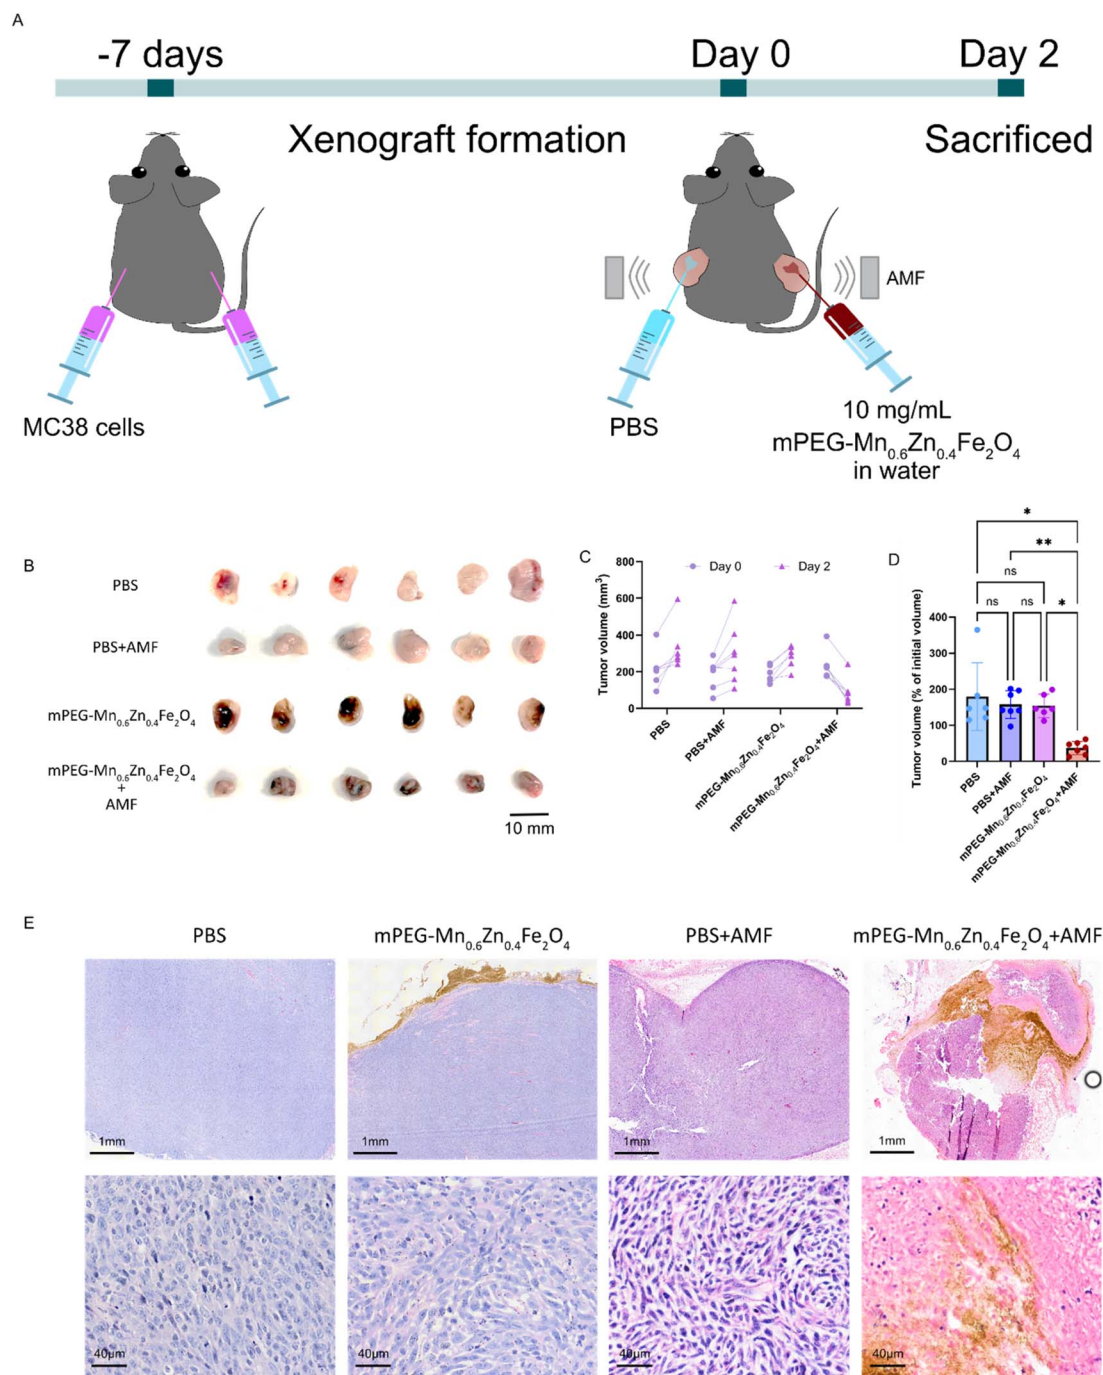 A
-7 days
Day 0
Day 2
Xenograft formation
Sacrificed
AMF
MC38 cells
PBS
10 mg/mL
mPEG-Mn0.6Zn0.4Fe2O4
in water
B
PBS
PBS+AMF
mPEG-Mn0.6Zn0.4Fe2O4
mPEG-Mn0.6Zn0.4Fe2O4
+
AMF
10 mm
C
Day 0
Day 2
Tumor volume (mm3)
800
600
400
200
0
PBS
PBS+AMF
mPEG-Mn0.6Zn0.4Fe2O4
mPEG-Mn0.6Zn0.4Fe2O4+AMF
D
*
**
ns
ns
ns
*
Tumor volume (% of initial volume)
400
300
200
100
0
PBS
PBS+AMF
mPEG-Mn0.6Zn0.4Fe2O4
mPEG-Mn0.6Zn0.4Fe2O4+AMF
E
PBS
mPEG-Mn0.6Zn0.4Fe2O4
PBS+AMF
mPEG-Mn0.6Zn0.4Fe2O4+AMF
1mm
1mm
1mm
1mm
40μm
40μm
40μm
40μm